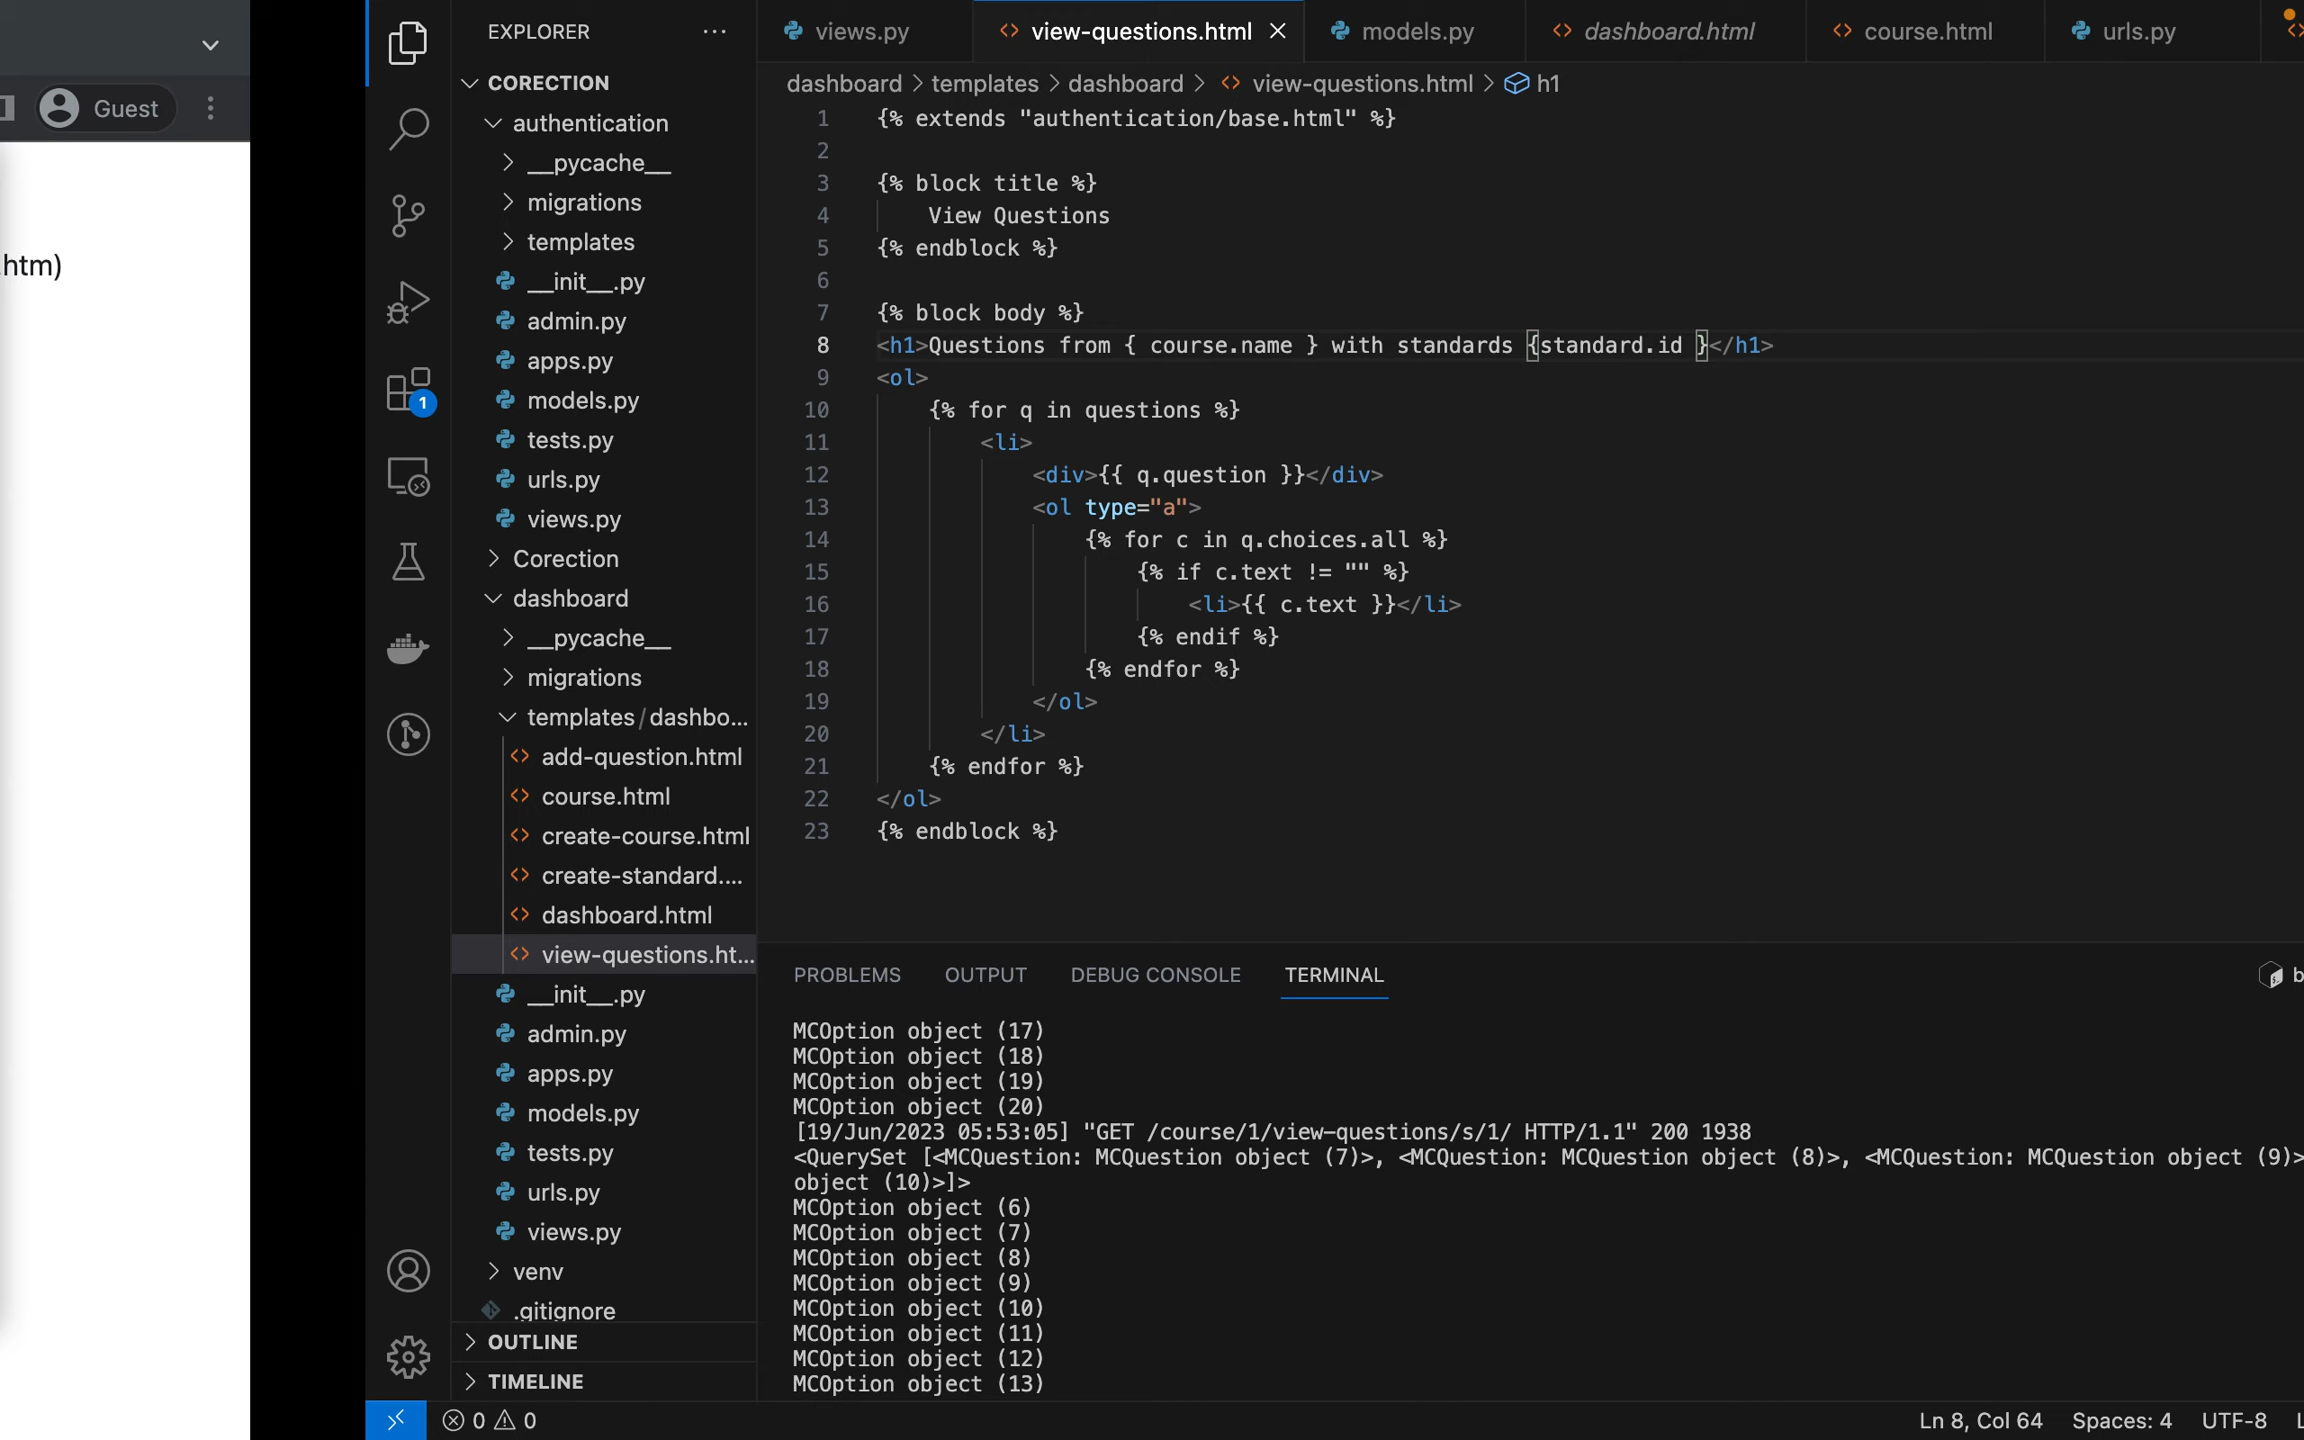 Guest
.htm)
EXPLORER
CORECTION
authentication
__pycache__
migrations
templates
__init__.py
admin.py
apps.py
models.py
tests.py
urls.py
views.py
Corection
dashboard
__pycache__
migrations
templates/dashbo...
add-question.html
course.html
create-course.html
create-standard....
dashboard.html
view-questions.ht...
__init__.py
admin.py
apps.py
models.py
tests.py
urls.py
views.py
venv
.gitignore
OUTLINE
TIMELINE
1
views.py
view-questions.html
models.py
dashboard.html
course.html
urls.py
dashboard > templates > dashboard > view-questions.html > h1
1 {% extends "authentication/base.html" %}
2
3 {% block title %}
4 View Questions
5 {% endblock %}
6
7 {% block body %}
8 <h1>Questions from { course.name } with standards {standard.id }</h1>
9 <ol>
10 {% for q in questions %}
11 <li>
12 <div>{{ q.question }}</div>
13 <ol type="a">
14 {% for c in q.choices.all %}
15 {% if c.text != "" %}
16 <li>{{ c.text }}</li>
17 {% endif %}
18 {% endfor %}
19 </ol>
20 </li>
21 {% endfor %}
22 </ol>
23 {% endblock %}
PROBLEMS OUTPUT DEBUG CONSOLE TERMINAL
b
MCOption object (17)
MCOption object (18)
MCOption object (19)
MCOption object (20)
[19/Jun/2023 05:53:05] "GET /course/1/view-questions/s/1/ HTTP/1.1" 200 1938
<QuerySet [<MCQuestion: MCQuestion object (7)>, <MCQuestion: MCQuestion object (8)>, <MCQuestion: MCQuestion object (9)>
object (10)>]>
MCOption object (6)
MCOption object (7)
MCOption object (8)
MCOption object (9)
MCOption object (10)
MCOption object (11)
MCOption object (12)
MCOption object (13)
0 0
Ln 8, Col 64 Spaces: 4 UTF-8 L